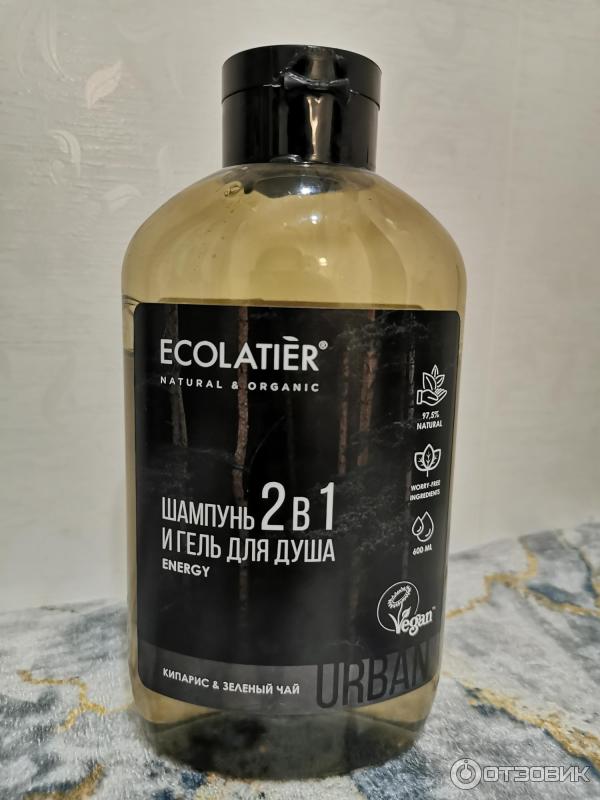 ECOLATIÈR®
NATURAL & ORGANIC
97,5%
NATURAL
WORRY-FREE
INGREDIENTS
600 ML
ШАМПУНЬ 2 В 1
И ГЕЛЬ ДЛЯ ДУША
ENERGY
Vegan™
КИПАРИС & ЗЕЛЕНЫЙ ЧАЙ
URBAN
ОТЗОВИК